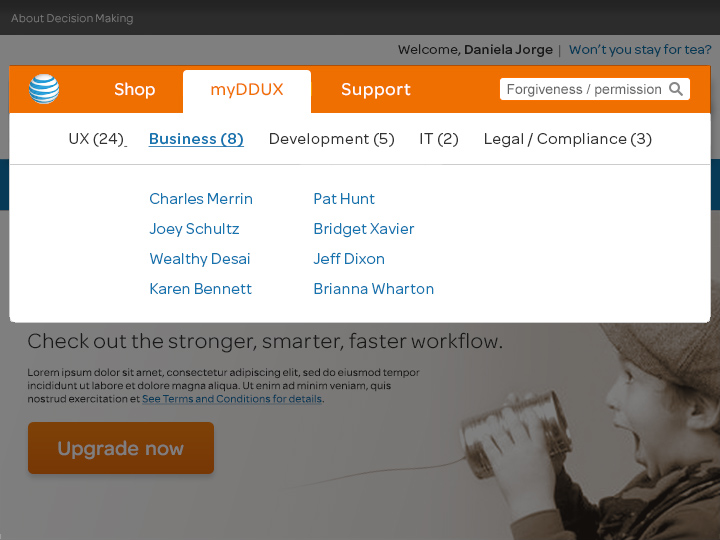 About Decision Making
Welcome, Daniela Jorge | Won't you stay for tea?
Shop myDDUX Support Forgiveness / permission
UX (24) Business (8) Development (5) IT (2) Legal / Compliance (3)
Charles Merrin Pat Hunt
Joey Schultz Bridget Xavier
Wealthy Desai Jeff Dixon
Karen Bennett Brianna Wharton
Check out the stronger, smarter, faster workflow.
Lorem ipsum dolor sit amet, consectetur adipiscing elit, sed do eiusmod tempor
incididunt ut labore et dolore magna aliqua. Ut enim ad minim veniam, quis
nostrud exercitation et See Terms and Conditions for details.
Upgrade now